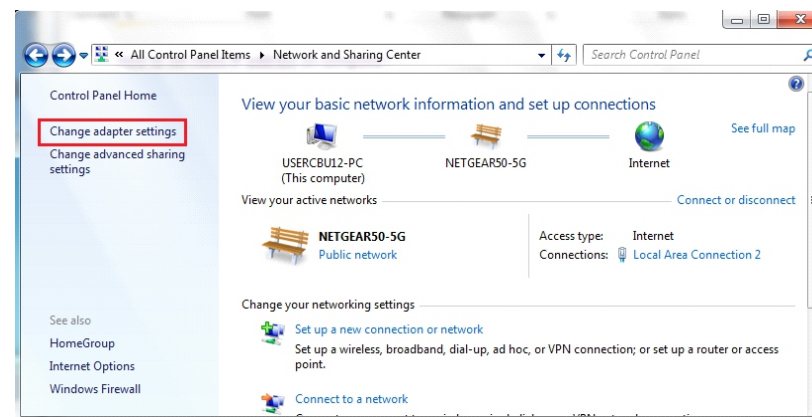 « All Control Panel Items ▸ Network and Sharing Center
Search Control Panel
Control Panel Home
Change adapter settings
Change advanced sharing
settings
See also
HomeGroup
Internet Options
Windows Firewall
View your basic network information and set up connections
See full map
USERCBU12-PC
(This computer)
NETGEAR50-5G
Internet
View your active networks
Connect or disconnect
NETGEAR50-5G
Public network
Access type: Internet
Connections: Local Area Connection 2
Change your networking settings
Set up a new connection or network
Set up a wireless, broadband, dial-up, ad hoc, or VPN connection; or set up a router or access
point.
Connect to a network